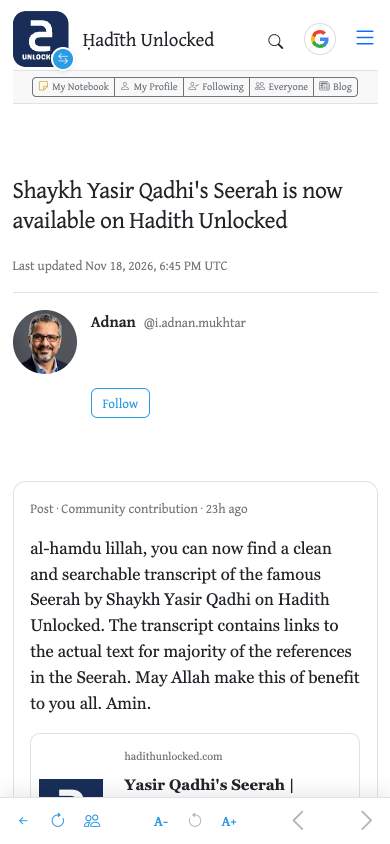 UNLOCK
Ḥadīth Unlocked
My Notebook My Profile Following Everyone Blog
Shaykh Yasir Qadhi's Seerah is now
available on Hadith Unlocked
Last updated Nov 18, 2026, 6:45 PM UTC
Adnan @i.adnan.mukhtar
Follow
Post · Community contribution · 23h ago
al-hamdu lillah, you can now find a clean
and searchable transcript of the famous
Seerah by Shaykh Yasir Qadhi on Hadith
Unlocked. The transcript contains links to
the actual text for majority of the references
in the Seerah. May Allah make this of benefit
to you all. Amin.
hadithunlocked.com
Yasir Qadhi's Seerah |
A- A+